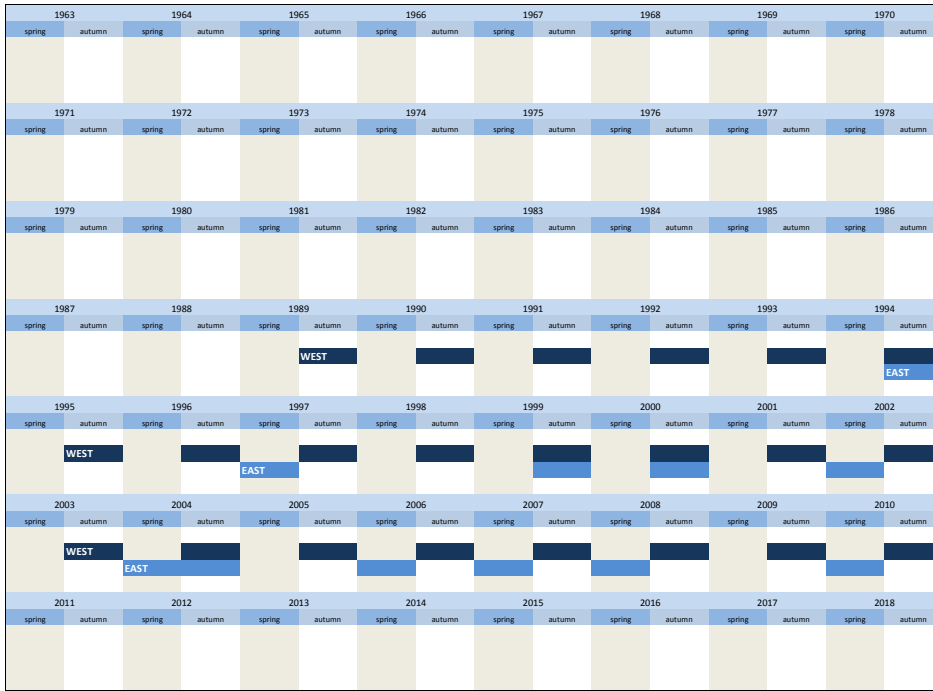 1963 1964 1965 1966 1967 1968 1969 1970
spring autumn spring autumn spring autumn spring autumn spring autumn spring autumn spring autumn spring autumn
1971 1972 1973 1974 1975 1976 1977 1978
spring autumn spring autumn spring autumn spring autumn spring autumn spring autumn spring autumn spring autumn
1979 1980 1981 1982 1983 1984 1985 1986
spring autumn spring autumn spring autumn spring autumn spring autumn spring autumn spring autumn spring autumn
1987 1988 1989 1990 1991 1992 1993 1994
spring autumn spring autumn spring autumn spring autumn spring autumn spring autumn spring autumn spring autumn
WEST
EAST
1995 1996 1997 1998 1999 2000 2001 2002
spring autumn spring autumn spring autumn spring autumn spring autumn spring autumn spring autumn spring autumn
WEST
EAST
2003 2004 2005 2006 2007 2008 2009 2010
spring autumn spring autumn spring autumn spring autumn spring autumn spring autumn spring autumn spring autumn
WEST
EAST
2011 2012 2013 2014 2015 2016 2017 2018
spring autumn spring autumn spring autumn spring autumn spring autumn spring autumn spring autumn spring autumn